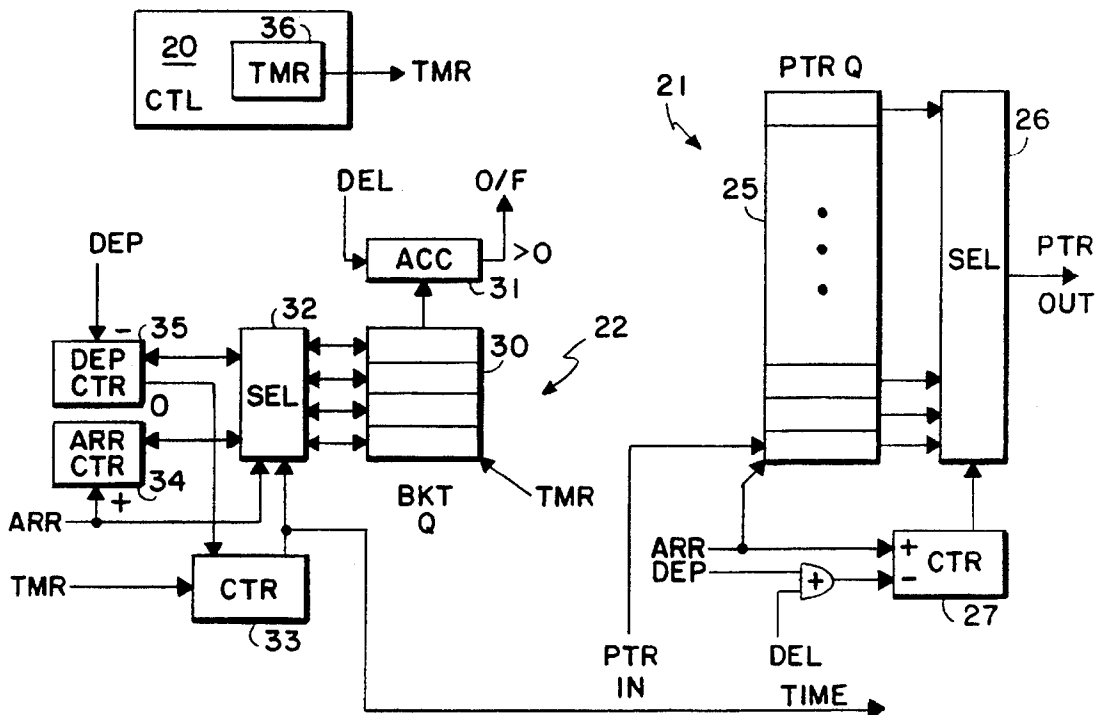 20
CTL
36
TMR
TMR
PTR Q
21
25
26
SEL
PTR
OUT
DEL
O/F
ACC
>0
31
DEP
-
35
DEP
CTR
0
32
SEL
30
22
ARR
CTR
34
+
ARR
BKT
Q
TMR
TMR
CTR
33
ARR
DEP
+
+
-
CTR
27
PTR
IN
DEL
TIME